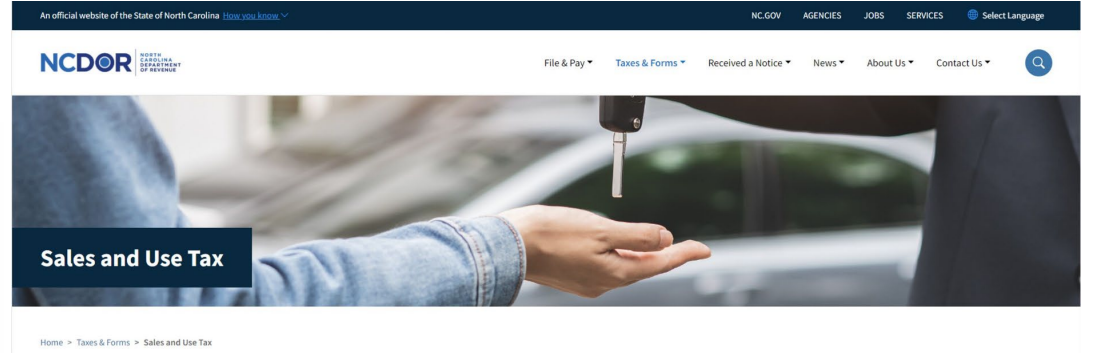 An official website of the State of North Carolina How you know
NC.GOV AGENCIES JOBS SERVICES Select Language
NCDOR NORTH CAROLINA DEPARTMENT OF REVENUE
File & Pay Taxes & Forms Received a Notice News About Us Contact Us
Sales and Use Tax
Home > Taxes & Forms > Sales and Use Tax